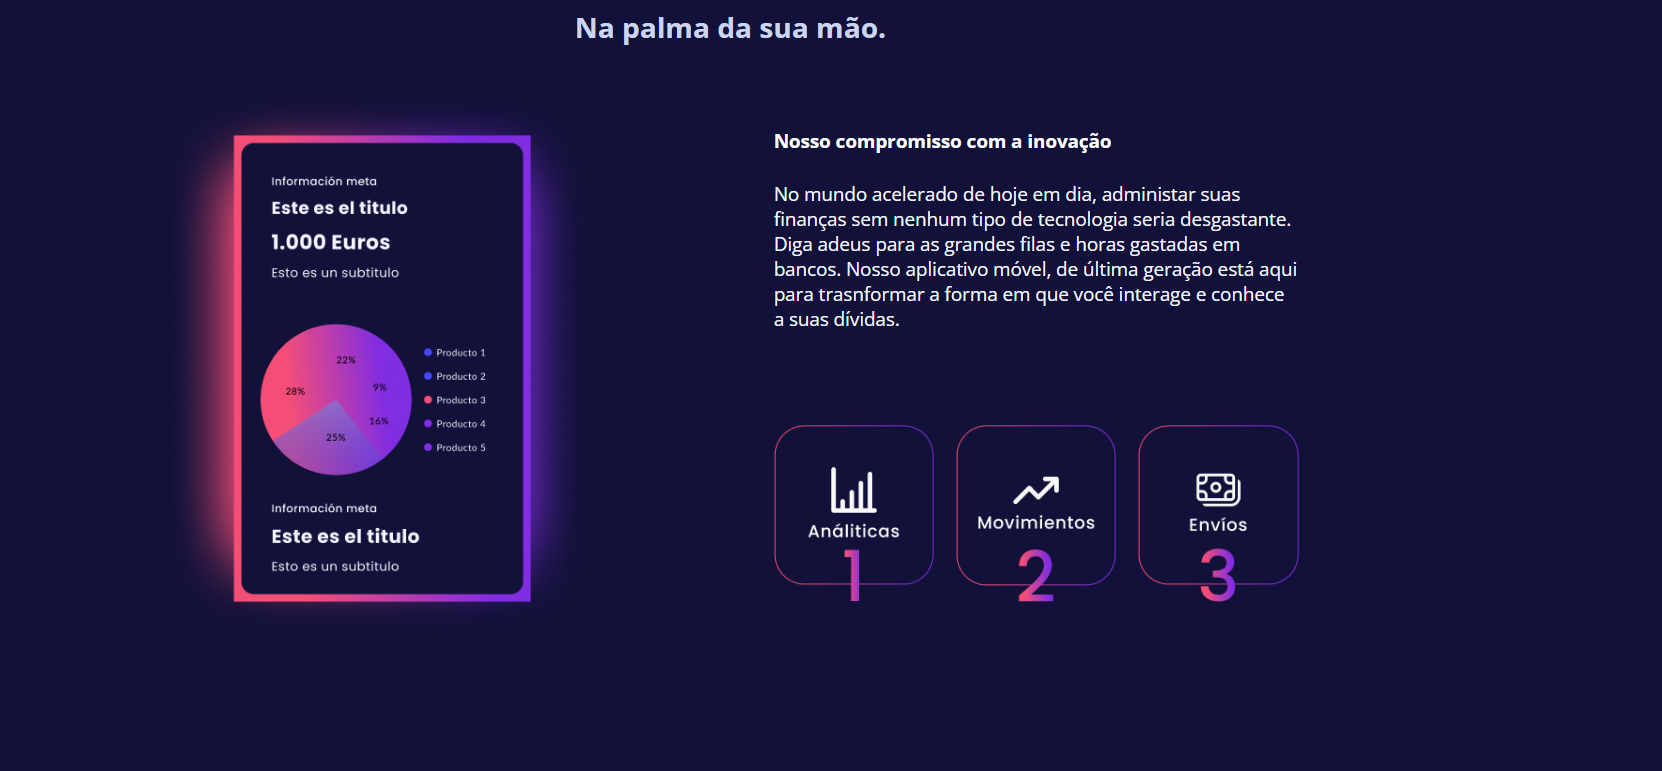 Na palma da sua mão.
Información meta
Este es el titulo
1.000 Euros
Esto es un subtitulo
22%
28%
9%
16%
25%
Producto 1
Producto 2
Producto 3
Producto 4
Producto 5
Información meta
Este es el titulo
Esto es un subtitulo
Nosso compromisso com a inovação
No mundo acelerado de hoje em dia, administar suas
finanças sem nenhum tipo de tecnologia seria desgastante.
Diga adeus para as grandes filas e horas gastadas em
bancos. Nosso aplicativo móvel, de última geração está aqui
para trasnformar a forma em que você interage e conhece
a suas dívidas.
Análiticas
1
Movimientos
2
Envíos
3